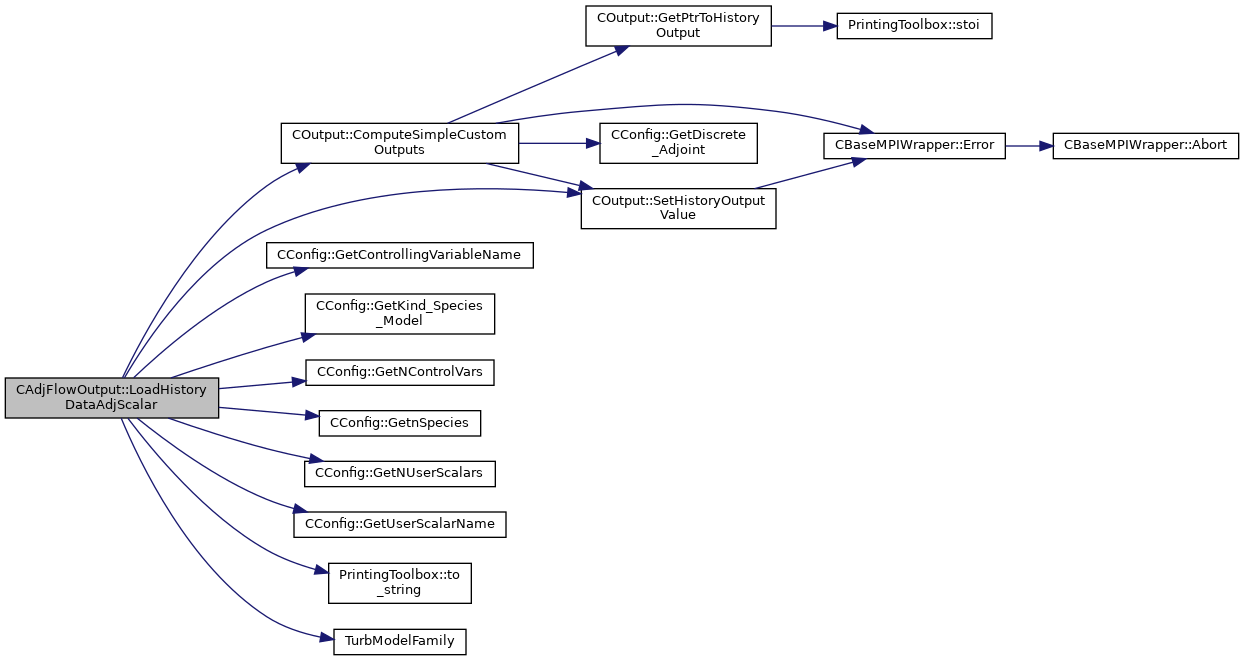 COutput::GetPtrToHistory
Output
PrintingToolbox::stoi
COutput::ComputeSimpleCustom
Outputs
CConfig::GetDiscrete
_Adjoint
CBaseMPIWrapper::Error
CBaseMPIWrapper::Abort
COutput::SetHistoryOutput
Value
CConfig::GetControllingVariableName
CConfig::GetKind_Species
_Model
CConfig::GetNControlVars
CAdjFlowOutput::LoadHistory
DataAdjScalar
CConfig::GetnSpecies
CConfig::GetNUserScalars
CConfig::GetUserScalarName
PrintingToolbox::to
_string
TurbModelFamily